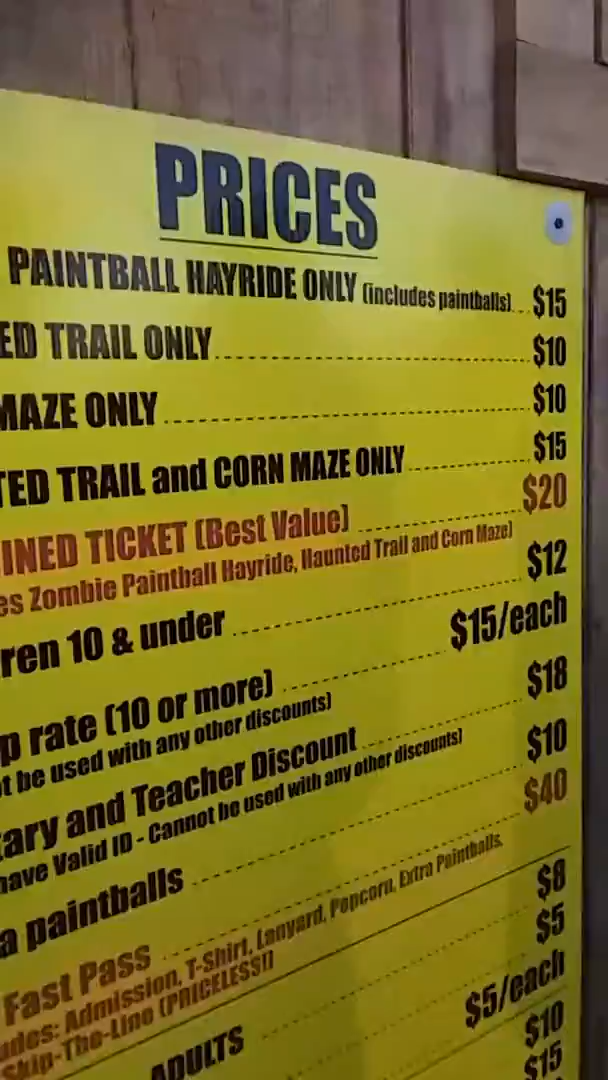 PRICES
PAINTBALL HAYRIDE ONLY (includes paintballs)... $15
ED TRAIL ONLY $10
MAZE ONLY $10
TED TRAIL and CORN MAZE ONLY $15
INED TICKET (Best Value) $20
es Zombie Paintball Hayride, Haunted Trail and Corn Maze)
ren 10 & under $12
p rate (10 or more) $15/each
t be used with any other discounts)
tary and Teacher Discount $18
have Valid ID - Cannot be used with any other discounts)
a paintballs $10
Fast Pass $40
udes: Admission, T-Shirt, Lanyard, Popcorn, Extra Paintballs,
Skip-The-Line (PRICELESS!)
ADULTS $8
$5
$5/each
$10
$15